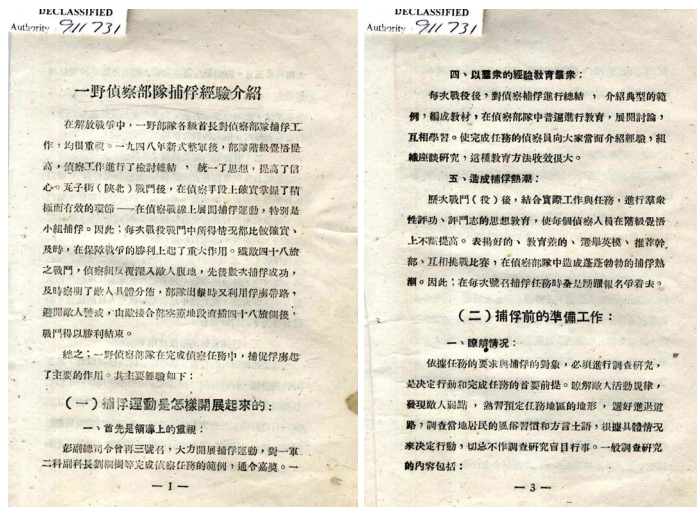 DECLASSIFIED
Authority 911731
一野偵察部隊捕俘經驗介紹
在解放戰爭中，一野部隊各級首長對偵察部隊捕俘工
作，均很重視。一九四八年新式整軍後，部隊階級覺悟提
高，偵察工作進行了檢討總結，統一了思想，提高了信
心。瓦子街（陝北）戰鬥後，在偵察手段上確實掌握了積
極而有效的環節——在偵察戰線上展開捕俘運動，特別是
小組捕俘。因此；每次戰役戰鬥中所得情况都比較確實、
及時，在保障戰爭的勝利上起了重大作用。殲敵四十八旅
之戰鬥，偵察組反覆深入敵人腹地，先後數次捕俘成功，
及時察明了敵人具體分佈，部隊出擊時又利用俘虜帶路，
避開敵人警戒，由敵接合部空隙地段直插四十八旅側後，
戰鬥得以勝利結束。
總之；一野偵察部隊在完成偵察任務中，捕捉俘虜起
了主要的作用。其主要經驗如下：
（一）捕俘運動是怎樣開展起來的：
一、首先是領導上的重視：
彭副總司令曾再三號召，大力開展捕俘運動，對一軍
二科副科長劉桐樹等完成偵察任務的範例，通令嘉獎。一
— 1 —
DECLASSIFIED
Authority 911731
四、以羣衆的經驗敎育羣衆：
每次戰役後，對偵察捕俘進行總結，介紹典型的範
例，編成敎材，在偵察部隊中普遍進行敎育，展開討論，
互相學習。使完成任務的偵察員向大家當面介紹經驗，組
織座談研究，這種敎育方法收效很大。
五、造成捕俘熱潮：
歷次戰鬥（役）後，結合實際工作與任務，進行羣衆
性評功、評鬥志的思想敎育，使每個偵察人員在階級覺悟
上不斷提高。表揚好的、敎育差的、選舉英模、推荐幹
部、互相挑戰比賽，在偵察部隊中造成蓬蓬勃勃的捕俘熱
潮。因此；在每次號召捕俘任務時全是踴躍報名爭着去。
（二）捕俘前的準備工作：
一、瞭解情况：
依據任務的要求與捕俘的對象，必須進行調查研究，
是決定行動和完成任務的首要前提。瞭解敵人活動規律，
發現敵人弱點，熟習預定任務地區的地形，選好進退道
路，調查當地居民的風俗習慣和方言土語，根據具體情况
來決定行動，切忌不作調查研究盲目行事。一般調查研究
的內容包括：
— 3 —